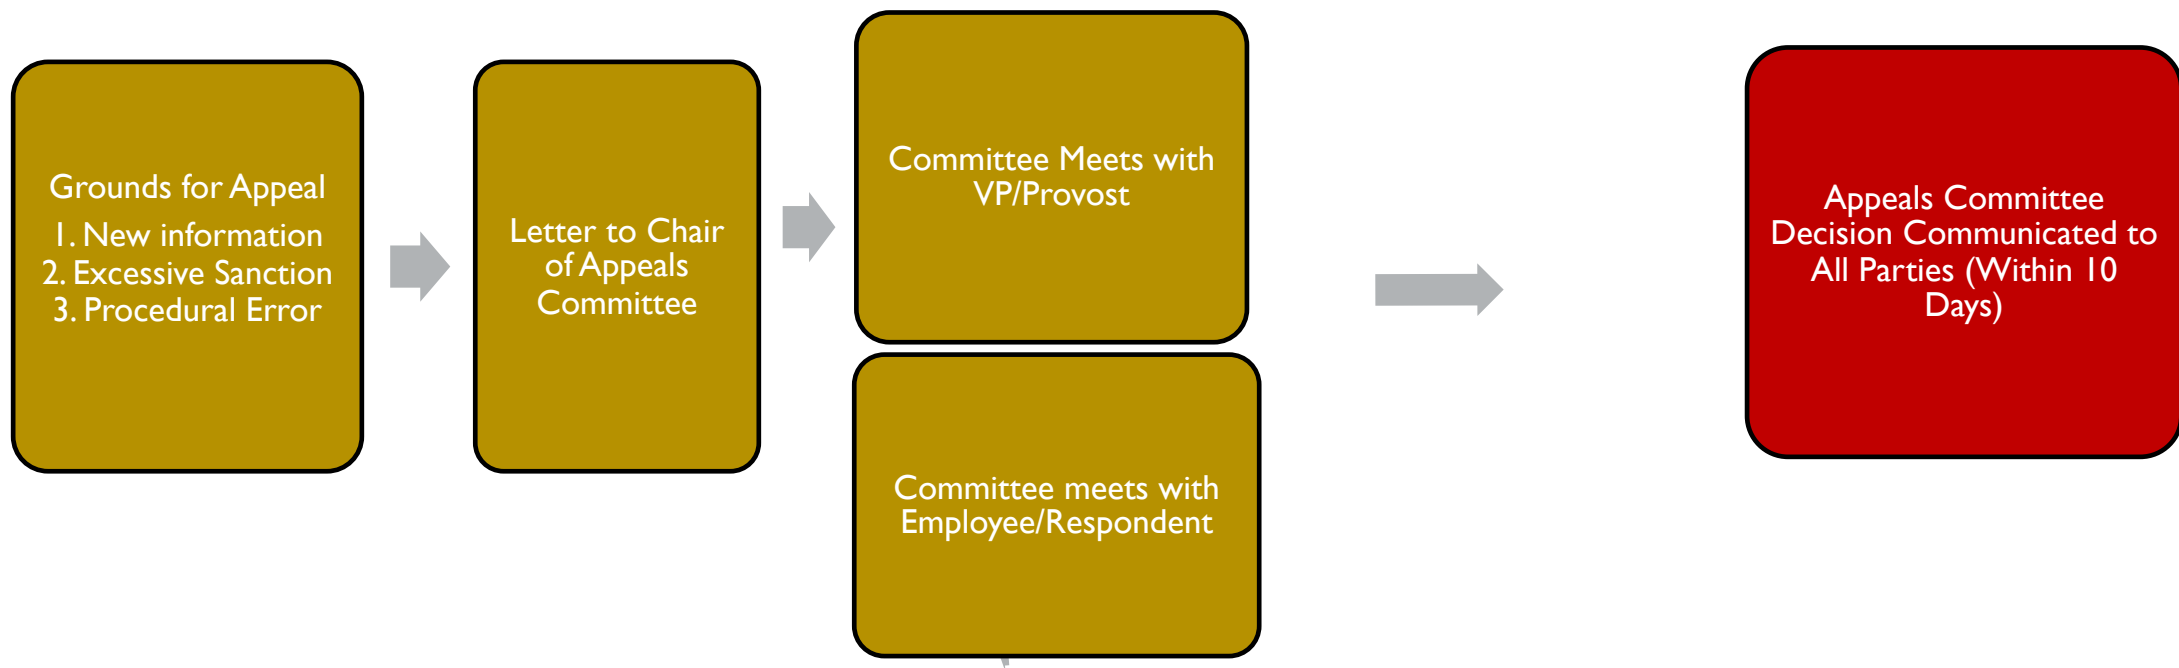 Grounds for Appeal
1. New information
2. Excessive Sanction
3. Procedural Error
Letter to Chair
of Appeals
Committee
Committee Meets with
VP/Provost
Committee meets with
Employee/Respondent
Appeals Committee
Decision Communicated to
All Parties (Within 10
Days)